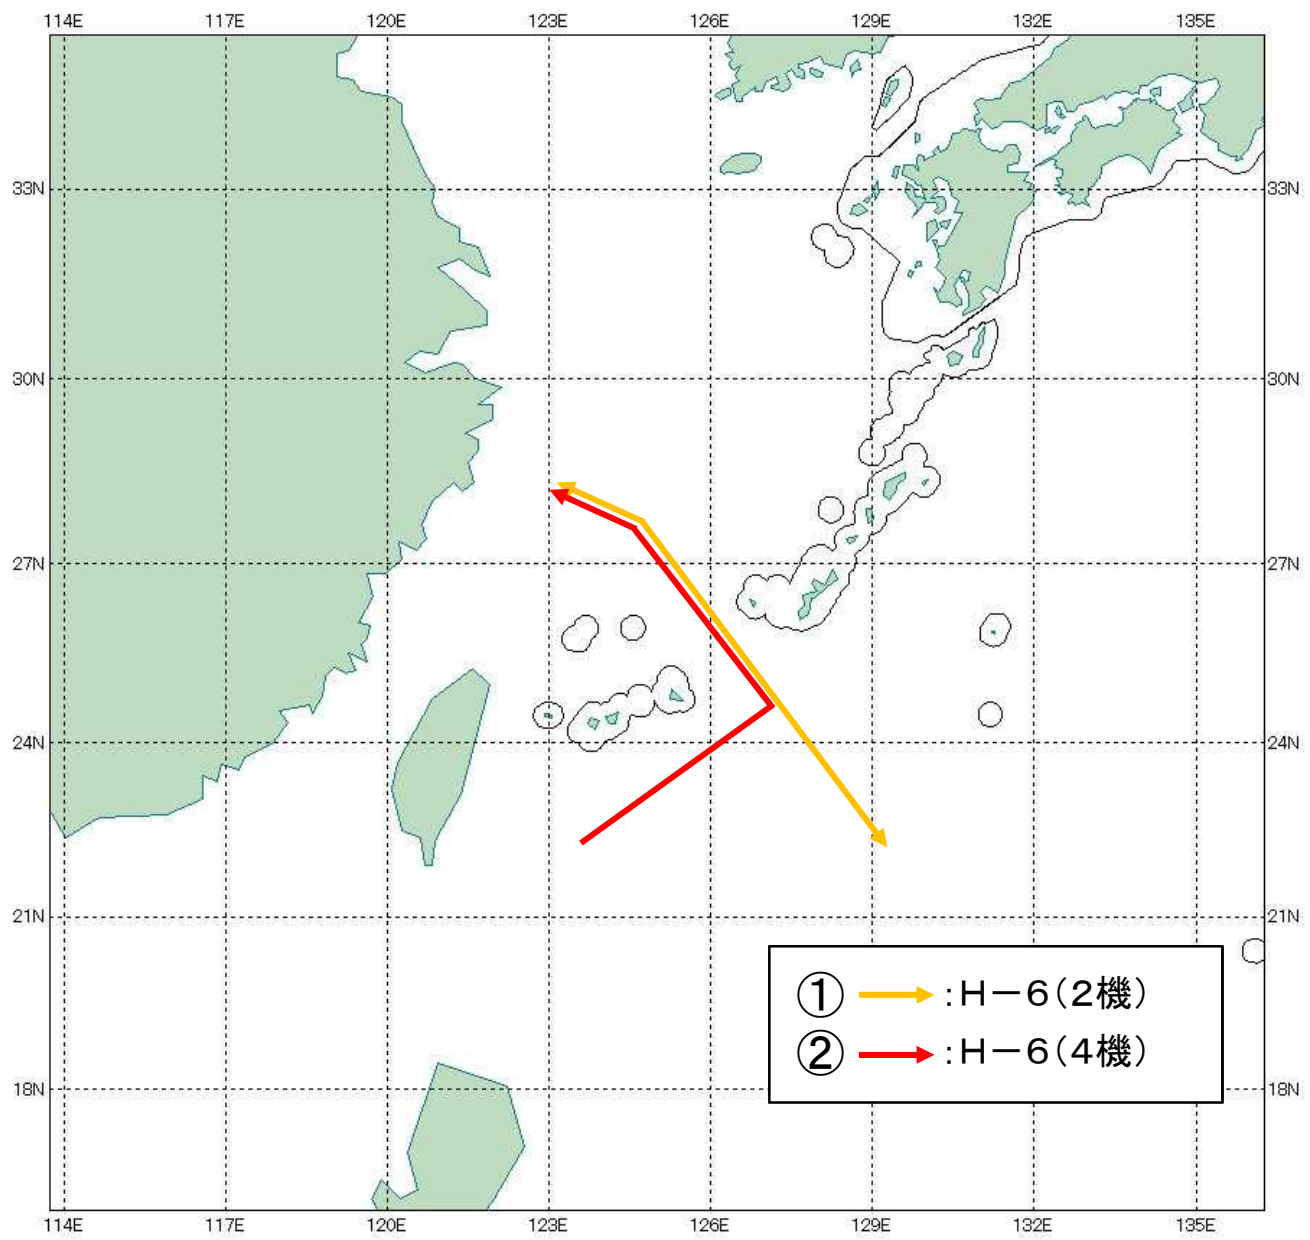 114E 117E 120E 123E 126E 129E 132E 135E
33N 33N
30N 30N
27N 27N
24N 24N
21N 21N
① :H－6(2機)
② :H－6(4機)
18N 18N
114E 117E 120E 123E 126E 129E 132E 135E